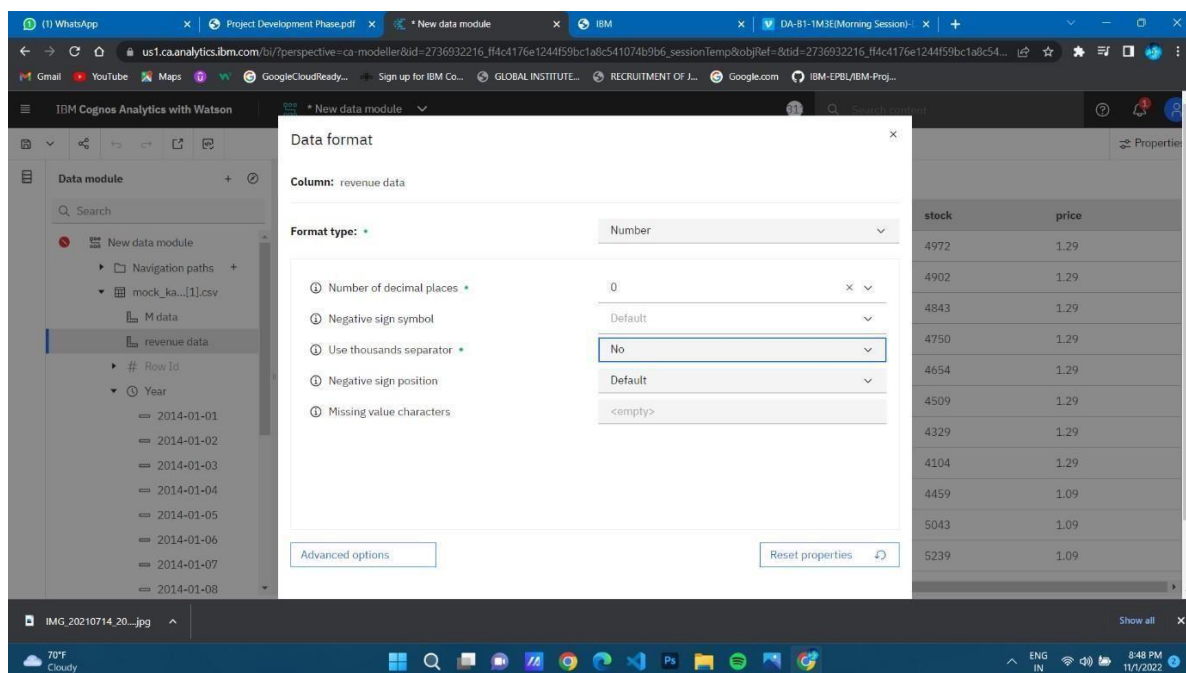 (1) WhatsApp
Project Development Phase.pdf
* New data module
IBM
DA-B1-1M3E(Morning Session)-
us1.ca.analytics.ibm.com/bi/?perspective=ca-modeller&id=2736932216_ff4c4176e1244f59bc1a8c541074b9b6_sessionTemp&objRef=&tid=2736932216_ff4c4176e1244f59bc1a8c54...
Gmail YouTube Maps GoogleCloudReady... Sign up for IBM Co... GLOBAL INSTITUTE... RECRUITMENT OF J... Google.com IBM-EPBL/IBM-Proj...
IBM Cognos Analytics with Watson
* New data module
31
Search content
Properties
Data module
Search
New data module
Navigation paths
mock_ka...[1].csv
M data
revenue data
# Row Id
Year
2014-01-01
2014-01-02
2014-01-03
2014-01-04
2014-01-05
2014-01-06
2014-01-07
2014-01-08
Data format
Column: revenue data
Format type: Number
Number of decimal places 0
Negative sign symbol Default
Use thousands separator No
Negative sign position Default
Missing value characters <empty>
Advanced options
Reset properties
stock price
4972 1.29
4902 1.29
4843 1.29
4750 1.29
4654 1.29
4509 1.29
4329 1.29
4104 1.29
4459 1.09
5043 1.09
5239 1.09
IMG_20210714_20....jpg
Show all
70°F
Cloudy
Ps
ENG
IN
8:48 PM
11/1/2022
2